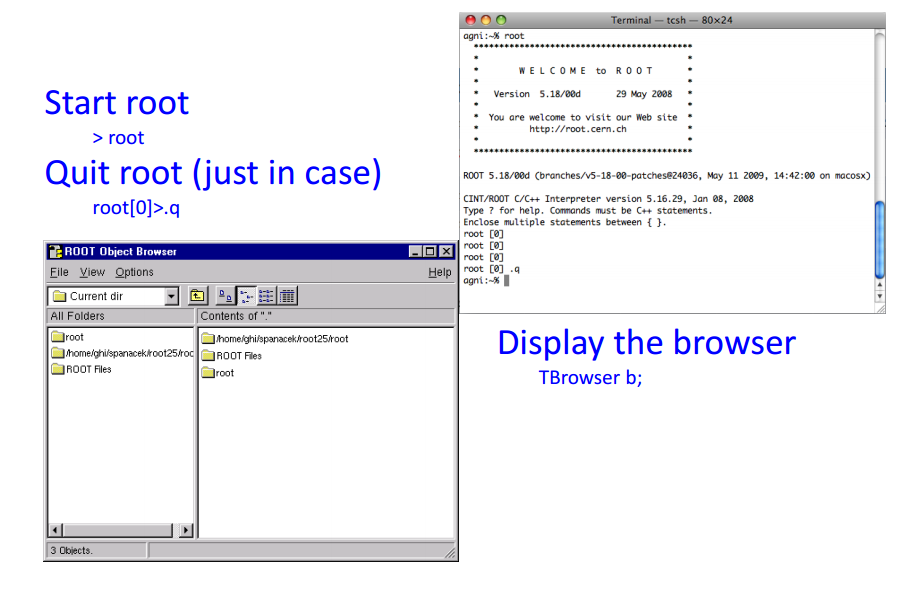 Start root
> root
Quit root (just in case)
root[0]>.q
Terminal — tcsh — 80×24
agni:~% root
*******************************************
*                                         *
*        W E L C O M E  to  R O O T       *
*                                         *
*   Version  5.18/00d      29 May 2008    *
*                                         *
*  You are welcome to visit our Web site  *
*          http://root.cern.ch            *
*                                         *
*******************************************
ROOT 5.18/00d (branches/v5-18-00-patches@24036, May 11 2009, 14:42:00 on macosx)
CINT/ROOT C/C++ Interpreter version 5.16.29, Jan 08, 2008
Type ? for help. Commands must be C++ statements.
Enclose multiple statements between { }.
root [0]
root [0]
root [0]
root [0] .q
agni:~%
ROOT Object Browser
File View Options Help
Current dir
All Folders Contents of "."
root
/home/ghi/spanacek/root25/roc
ROOT Files
/home/ghi/spanacek/root25/root
ROOT Files
root
3 Objects.
Display the browser
TBrowser b;